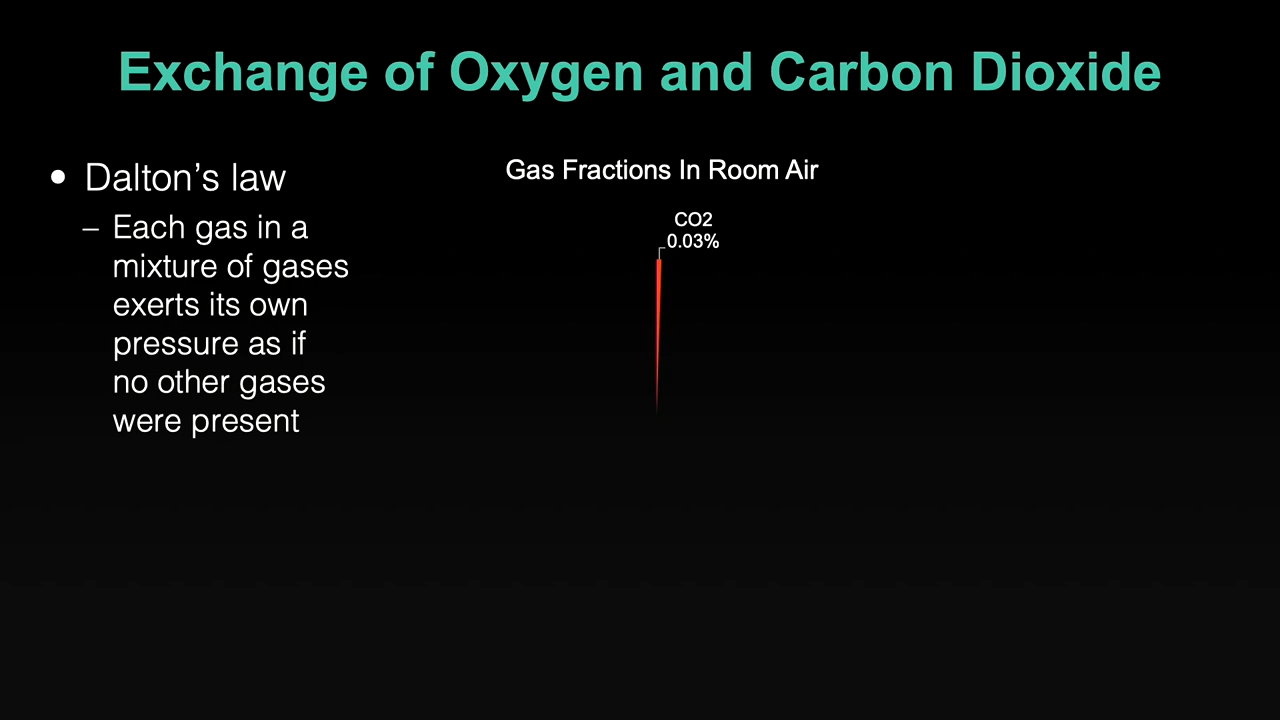 Exchange of Oxygen and Carbon Dioxide
• Dalton’s law
– Each gas in a
mixture of gases
exerts its own
pressure as if
no other gases
were present
Gas Fractions In Room Air
CO2
0.03%